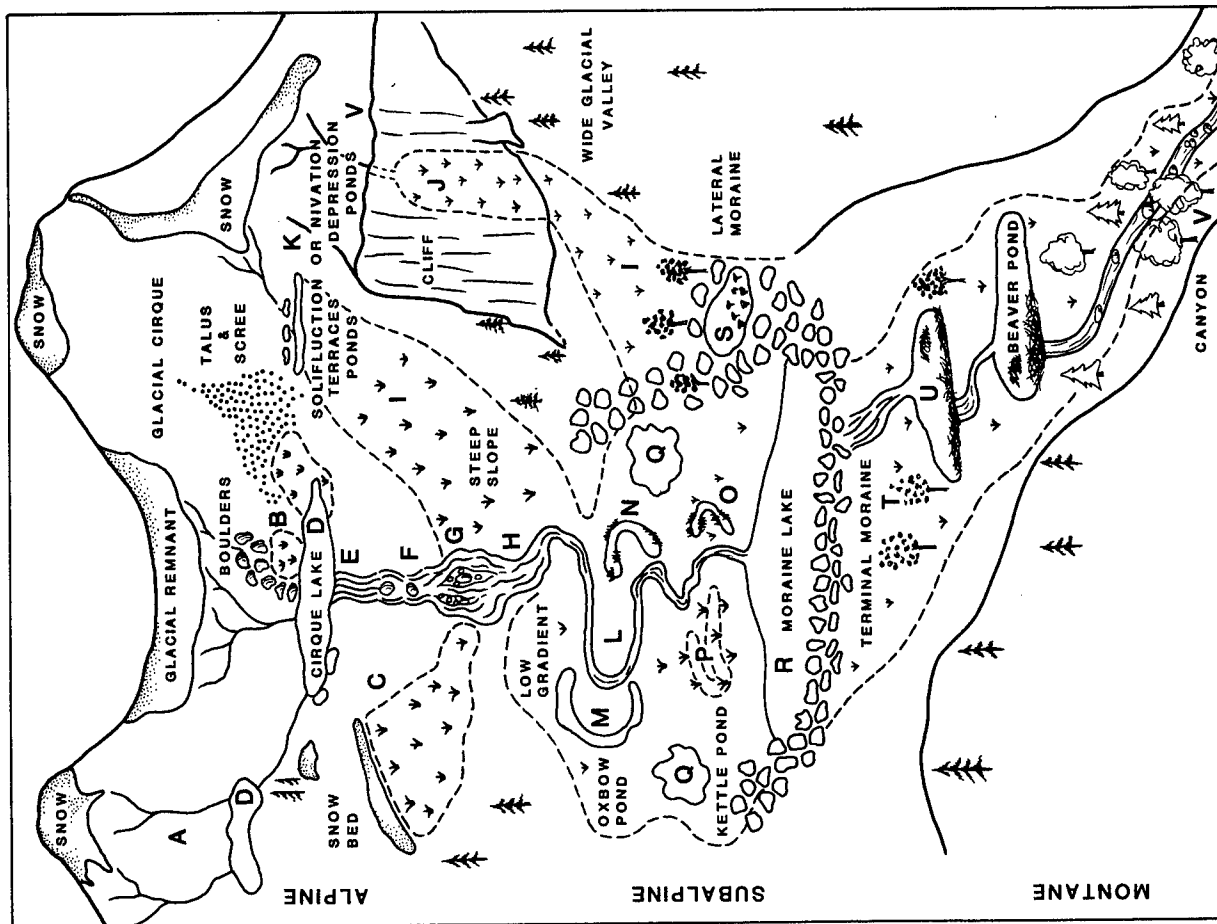 SNOW
SNOW
SNOW
GLACIAL REMNANT
GLACIAL CIRQUE
TALUS
&
SCREE
BOULDERS
A
B
D
CIRQUE LAKE D
K/
SOLIFLUCTION OR NIVATION
TERRACES
DEPRESSION
PONDS
PONDS
V
E
F
G
H
C
SNOW
BED
ALPINE
I
STEEP
SLOPE
CLIFF
J
LOW
GRADIENT
WIDE GLACIAL
VALLEY
OXBOW
POND
M
L
N
Q
I
LATERAL
MORAINE
SUBALPINE
KETTLE POND
Q
P
O
S
R
MORAINE LAKE
TERMINAL MORAINE
T
U
BEAVER POND
MONTANE
CANYON
V